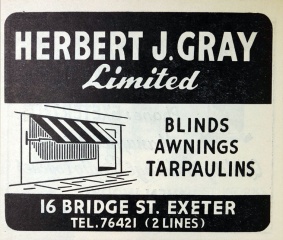 HERBERT J. GRAY
Limited
BLINDS
AWNINGS
TARPAULINS
16 BRIDGE ST. EXETER
TEL. 76421 (2 LINES)